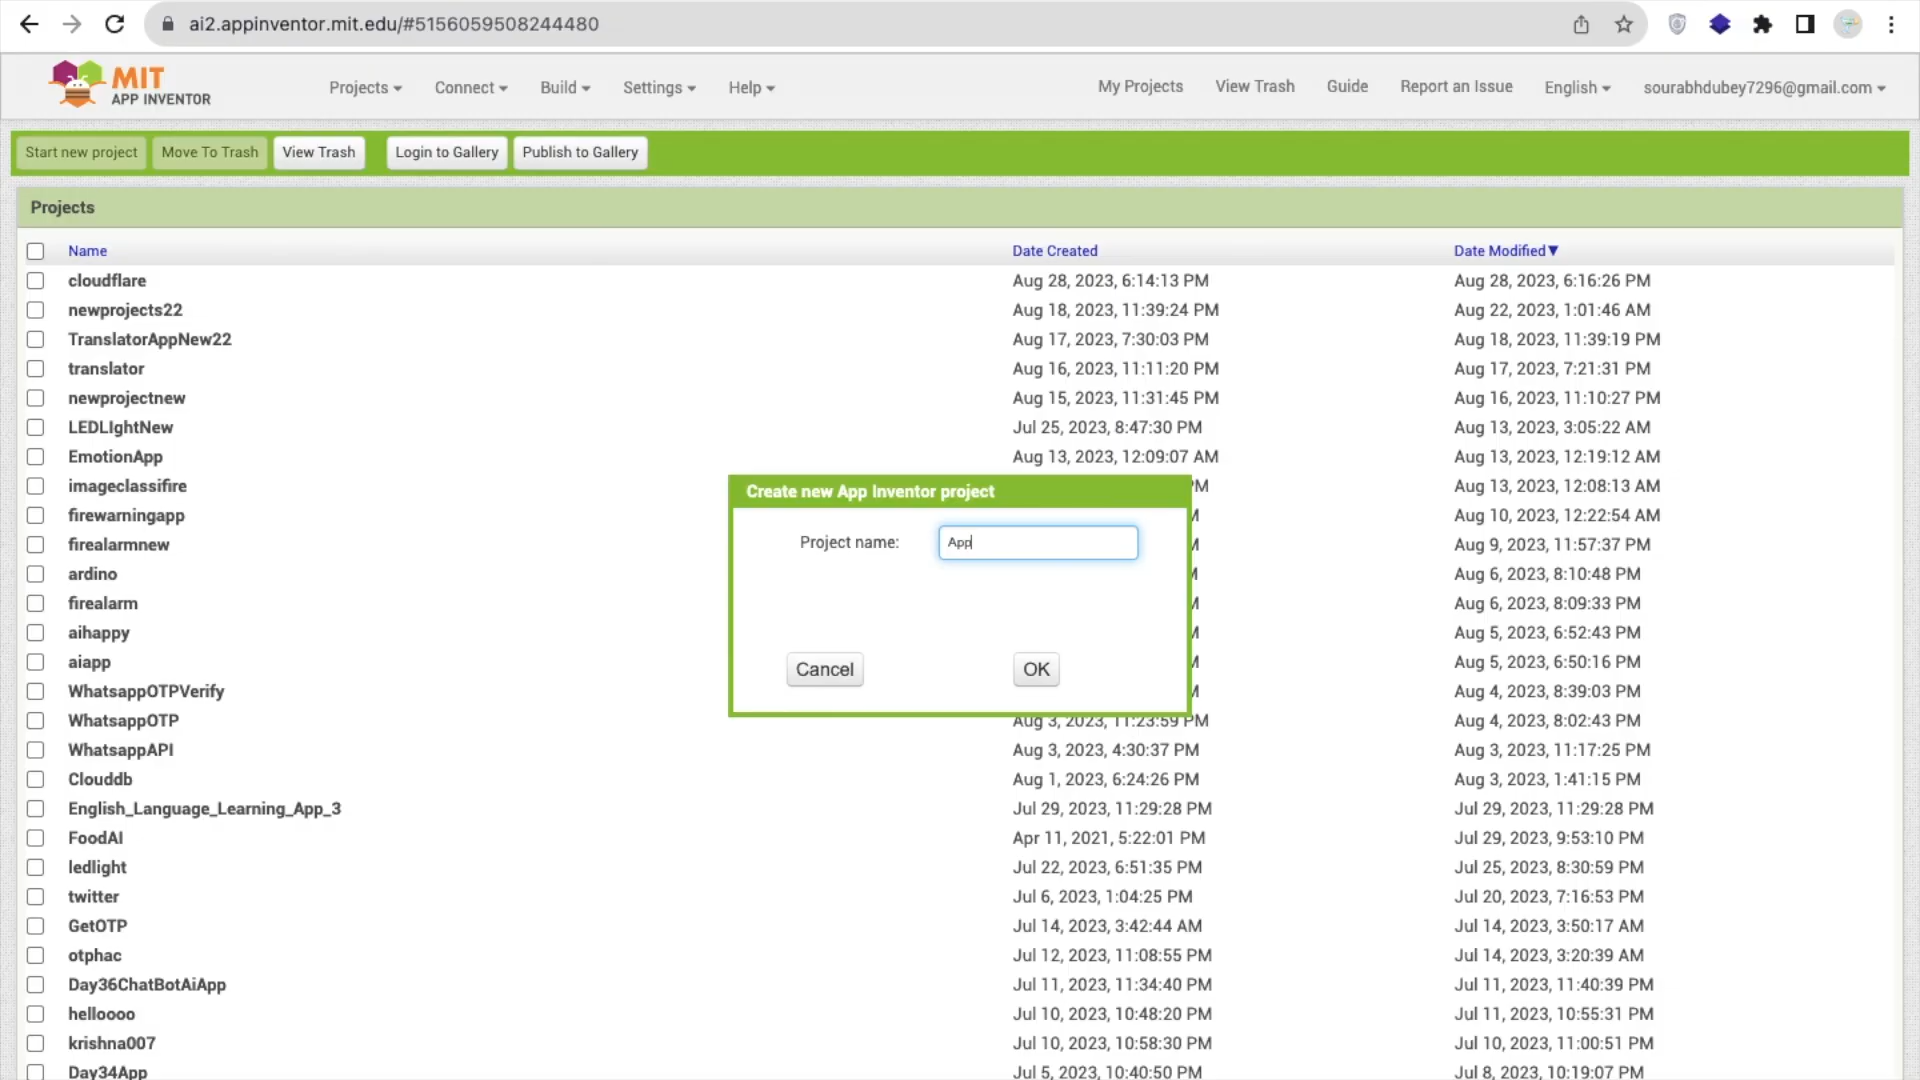 ai2.appinventor.mit.edu/#5156059508244480
MIT
APP INVENTOR
Projects Connect Build Settings Help My Projects View Trash Guide Report an Issue English sourabhdubey7296@gmail.com
Start new project Move To Trash View Trash Login to Gallery Publish to Gallery
Projects
Name Date Created Date Modified▼
cloudflare Aug 28, 2023, 6:14:13 PM Aug 28, 2023, 6:16:26 PM
newprojects22 Aug 18, 2023, 11:39:24 PM Aug 22, 2023, 1:01:46 AM
TranslatorAppNew22 Aug 17, 2023, 7:30:03 PM Aug 18, 2023, 11:39:19 PM
translator Aug 16, 2023, 11:11:20 PM Aug 17, 2023, 7:21:31 PM
newprojectnew Aug 15, 2023, 11:31:45 PM Aug 16, 2023, 11:10:27 PM
LEDLIghtNew Jul 25, 2023, 8:47:30 PM Aug 13, 2023, 3:05:22 AM
EmotionApp Aug 13, 2023, 12:09:07 AM Aug 13, 2023, 12:19:12 AM
imageclassifire Aug 13, 2023, 12:08:13 AM
firewarningapp Aug 10, 2023, 12:22:54 AM
firealarmnew Aug 9, 2023, 11:57:37 PM
ardino Aug 6, 2023, 8:10:48 PM
firealarm Aug 6, 2023, 8:09:33 PM
aihappy Aug 5, 2023, 6:52:43 PM
aiapp Aug 5, 2023, 6:50:16 PM
WhatsappOTPVerify Aug 4, 2023, 8:39:03 PM
WhatsappOTP Aug 3, 2023, 11:23:59 PM Aug 4, 2023, 8:02:43 PM
WhatsappAPI Aug 3, 2023, 4:30:37 PM Aug 3, 2023, 11:17:25 PM
Clouddb Aug 1, 2023, 6:24:26 PM Aug 3, 2023, 1:41:15 PM
English_Language_Learning_App_3 Jul 29, 2023, 11:29:28 PM Jul 29, 2023, 11:29:28 PM
FoodAI Apr 11, 2021, 5:22:01 PM Jul 29, 2023, 9:53:10 PM
ledlight Jul 22, 2023, 6:51:35 PM Jul 25, 2023, 8:30:59 PM
twitter Jul 6, 2023, 1:04:25 PM Jul 20, 2023, 7:16:53 PM
GetOTP Jul 14, 2023, 3:42:44 AM Jul 14, 2023, 3:50:17 AM
otphac Jul 12, 2023, 11:08:55 PM Jul 14, 2023, 3:20:39 AM
Day36ChatBotAiApp Jul 11, 2023, 11:34:40 PM Jul 11, 2023, 11:40:39 PM
helloooo Jul 10, 2023, 10:48:20 PM Jul 11, 2023, 10:55:31 PM
krishna007 Jul 10, 2023, 10:58:30 PM Jul 10, 2023, 11:00:51 PM
Day34App Jul 5, 2023, 10:40:50 PM Jul 8, 2023, 10:19:07 PM
Create new App Inventor project
Project name: App
Cancel OK